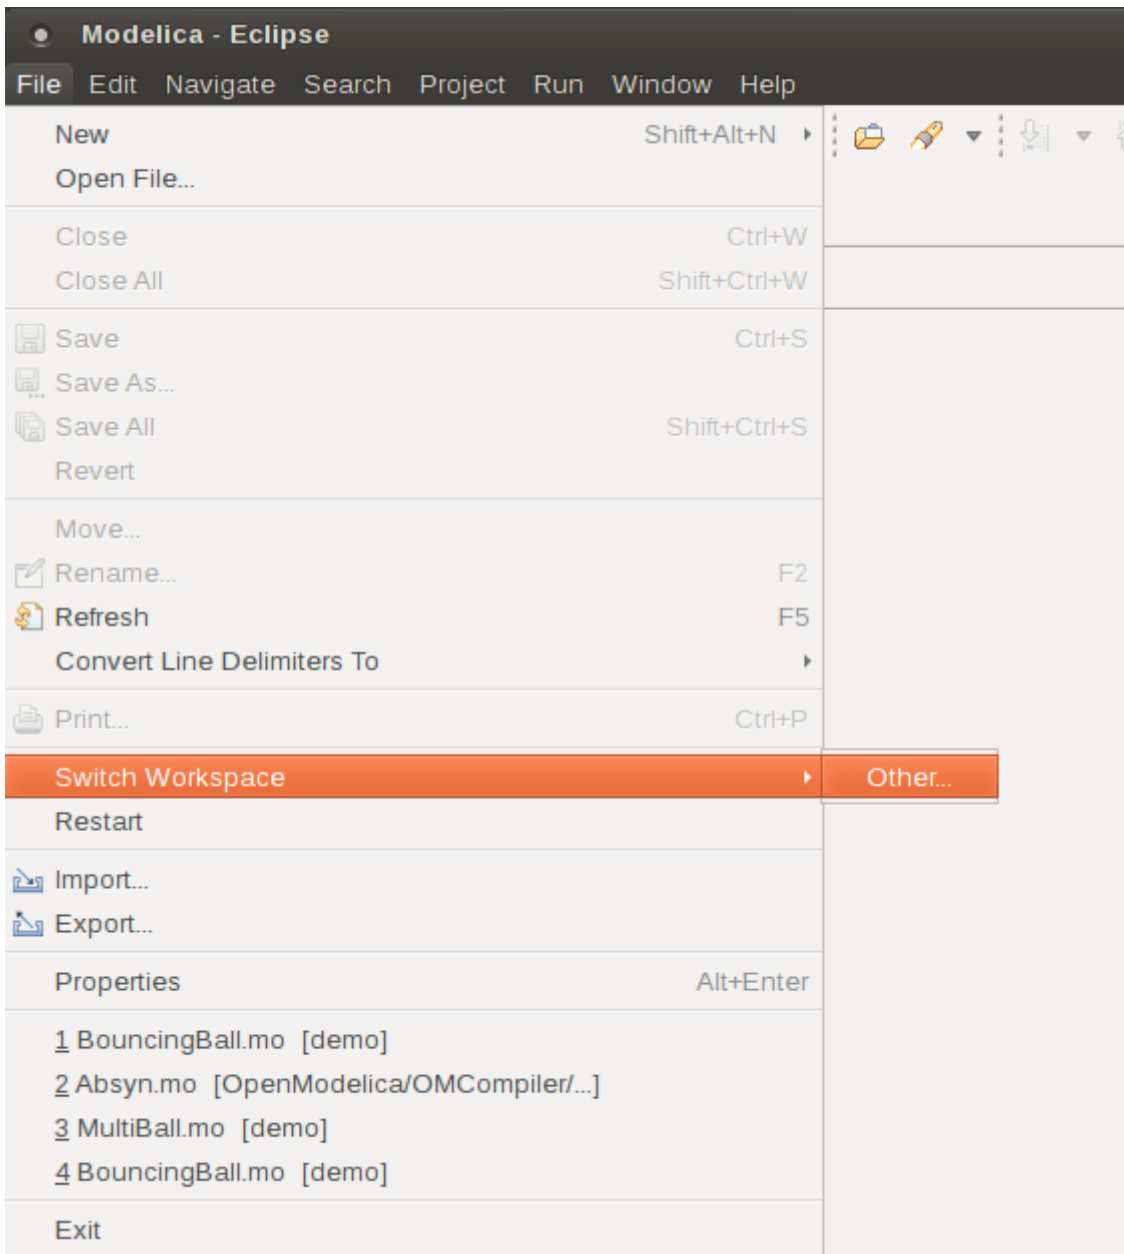 Modelica - Eclipse
File Edit Navigate Search Project Run Window Help
New Shift+Alt+N
Open File...
Close Ctrl+W
Close All Shift+Ctrl+W
Save Ctrl+S
Save As...
Save All Shift+Ctrl+S
Revert
Move...
Rename... F2
Refresh F5
Convert Line Delimiters To
Print... Ctrl+P
Switch Workspace Other...
Restart
Import...
Export...
Properties Alt+Enter
1 BouncingBall.mo [demo]
2 Absyn.mo [OpenModelica/OMCompiler/...]
3 MultiBall.mo [demo]
4 BouncingBall.mo [demo]
Exit